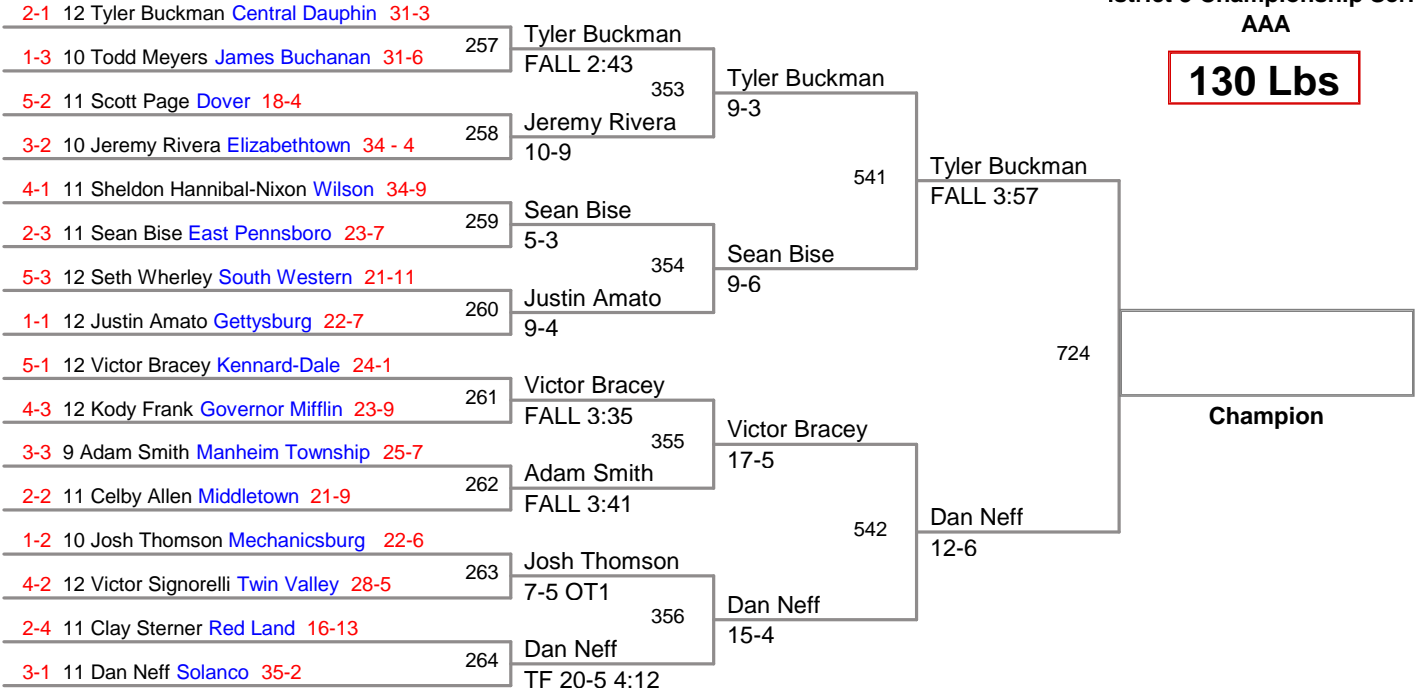 Championship
AAA
130 Lbs
2-1 12 Tyler Buckman Central Dauphin 31-3
1-3 10 Todd Meyers James Buchanan 31-6
5-2 11 Scott Page Dover 18-4
3-2 10 Jeremy Rivera Elizabethtown 34 - 4
4-1 11 Sheldon Hannibal-Nixon Wilson 34-9
2-3 11 Sean Bise East Pennsboro 23-7
5-3 12 Seth Wherley South Western 21-11
1-1 12 Justin Amato Gettysburg 22-7
5-1 12 Victor Bracey Kennard-Dale 24-1
4-3 12 Kody Frank Governor Mifflin 23-9
3-3 9 Adam Smith Manheim Township 25-7
2-2 11 Celby Allen Middletown 21-9
1-2 10 Josh Thomson Mechanicsburg 22-6
4-2 12 Victor Signorelli Twin Valley 28-5
2-4 11 Clay Sterner Red Land 16-13
3-1 11 Dan Neff Solanco 35-2
257
258
259
260
261
262
263
264
Tyler Buckman
FALL 2:43
Jeremy Rivera
10-9
Sean Bise
5-3
Justin Amato
9-4
Victor Bracey
FALL 3:35
Adam Smith
FALL 3:41
Josh Thomson
7-5 OT1
Dan Neff
TF 20-5 4:12
353
354
355
356
Tyler Buckman
9-3
Sean Bise
9-6
Victor Bracey
17-5
Dan Neff
15-4
541
542
Tyler Buckman
FALL 3:57
Dan Neff
12-6
724
Champion